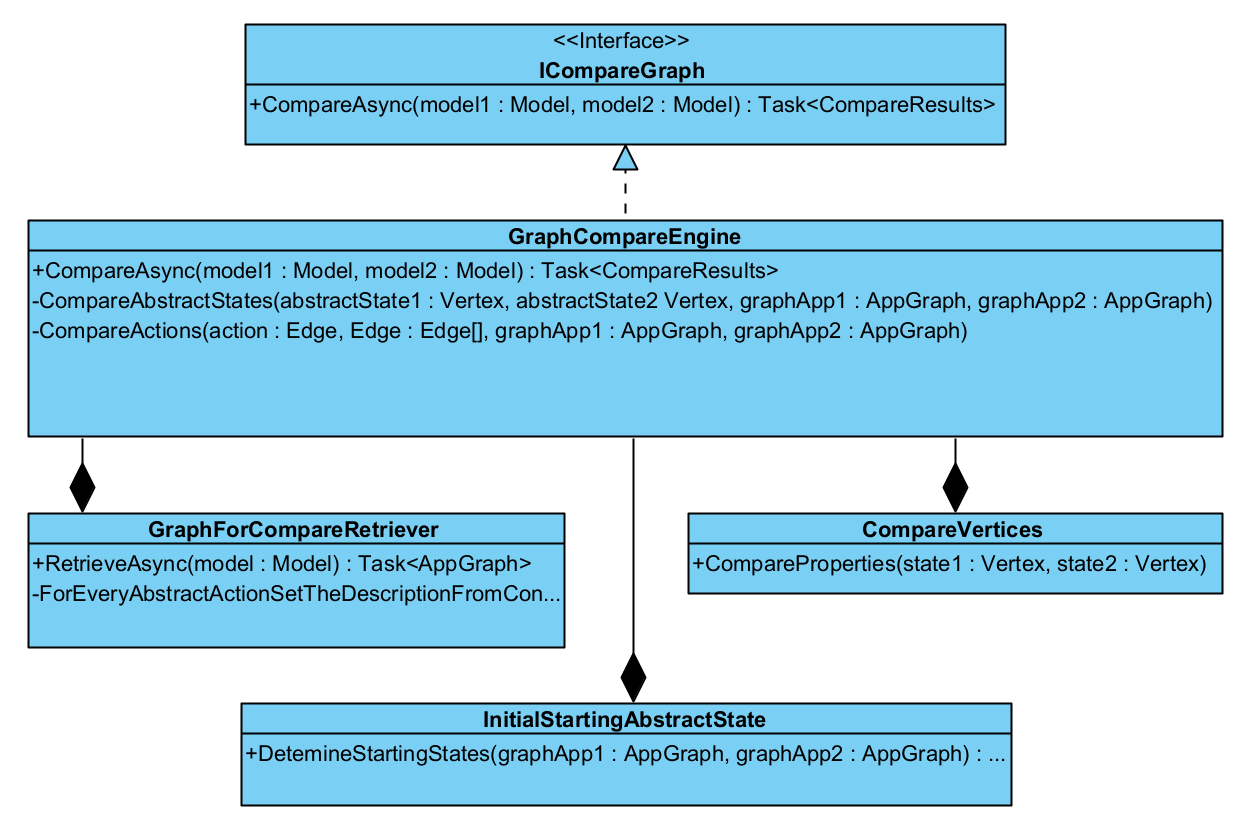 <<Interface>>
ICompareGraph
+CompareAsync(model1 : Model, model2 : Model) : Task<CompareResults>
GraphCompareEngine
+CompareAsync(model1 : Model, model2 : Model) : Task<CompareResults>
-CompareAbstractStates(abstractState1 : Vertex, abstractState2 Vertex, graphApp1 : AppGraph, graphApp2 : AppGraph)
-CompareActions(action : Edge, Edge : Edge[], graphApp1 : AppGraph, graphApp2 : AppGraph)
GraphForCompareRetriever
+RetrieveAsync(model : Model) : Task<AppGraph>
-ForEveryAbstractActionSetTheDescriptionFromCon...
CompareVertices
+CompareProperties(state1 : Vertex, state2 : Vertex)
InitialStartingAbstractState
+DetemineStartingStates(graphApp1 : AppGraph, graphApp2 : AppGraph) : ...